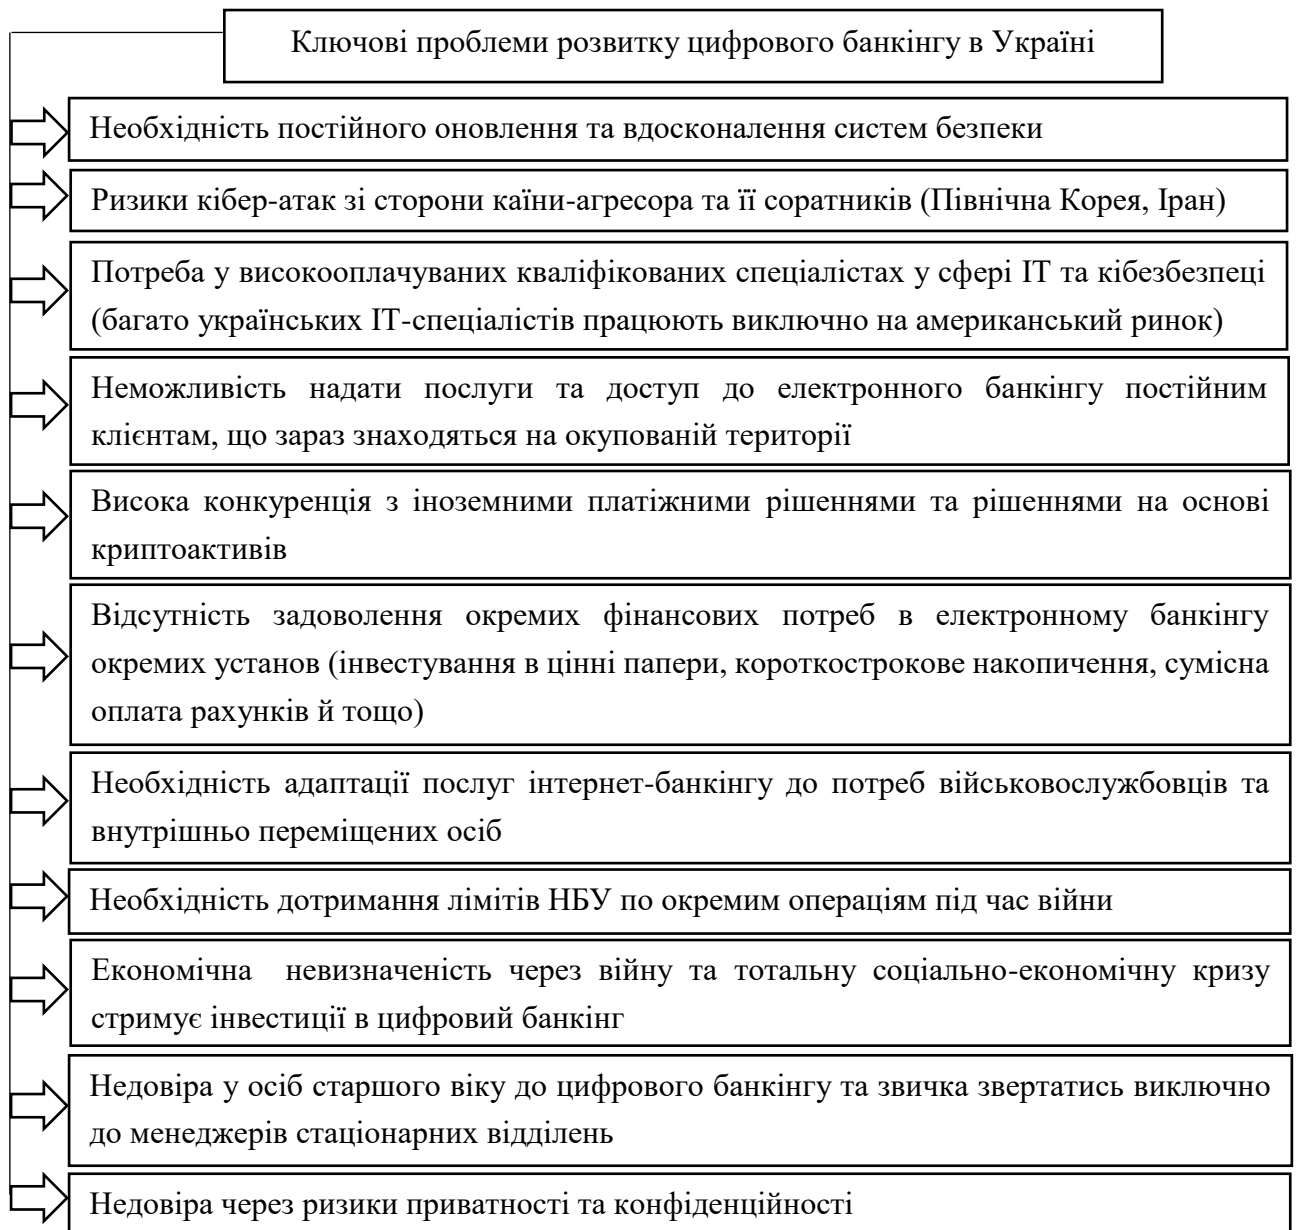 Ключові проблеми розвитку цифрового банкінгу в Україні
Необхідність постійного оновлення та вдосконалення систем безпеки
Ризики кібер-атак зі сторони каїни-агресора та її соратників (Північна Корея, Іран)
Потреба у високооплачуваних кваліфікованих спеціалістах у сфері ІТ та кібезбезпеці
(багато українських ІТ-спеціалістів працюють виключно на американський ринок)
Неможливість надати послуги та доступ до електронного банкінгу постійним
клієнтам, що зараз знаходяться на окупованій території
Висока конкуренція з іноземними платіжними рішеннями та рішеннями на основі
криптоактивів
Відсутність задоволення окремих фінансових потреб в електронному банкінгу
окремих установ (інвестування в цінні папери, короткострокове накопичення, сумісна
оплата рахунків й тощо)
Необхідність адаптації послуг інтернет-банкінгу до потреб військовослужбовців та
внутрішньо переміщених осіб
Необхідність дотримання лімітів НБУ по окремим операціям під час війни
Економічна невизначеність через війну та тотальну соціально-економічну кризу
стримує інвестиції в цифровий банкінг
Недовіра у осіб старшого віку до цифрового банкінгу та звичка звертатись виключно
до менеджерів стаціонарних відділень
Недовіра через ризики приватності та конфіденційності